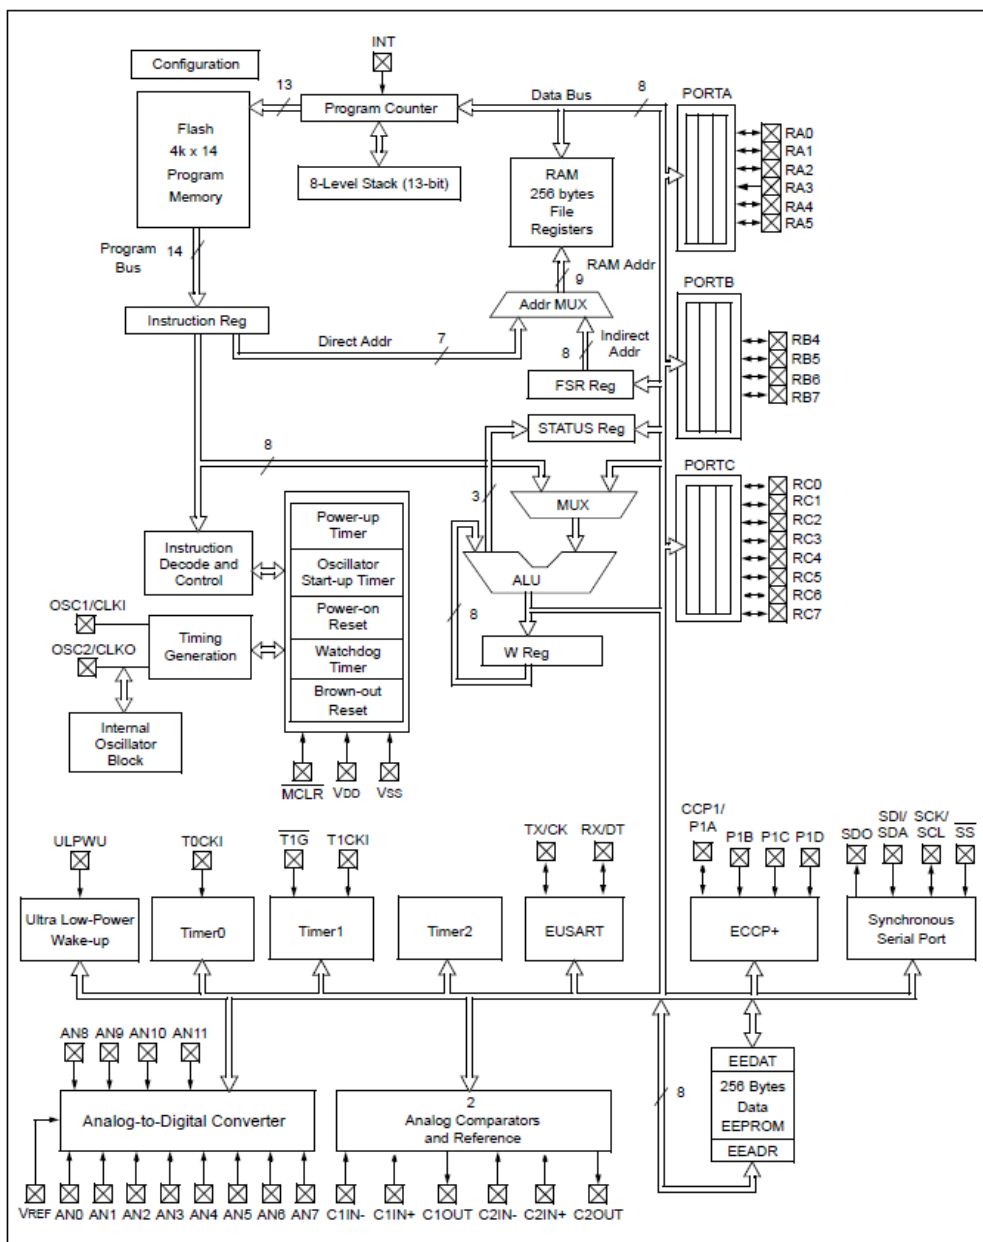 INT
Configuration
13
Program Counter
Data Bus
8
PORTA
Flash
4k x 14
Program
Memory
8-Level Stack (13-bit)
RAM
256 bytes
File
Registers
RA0
RA1
RA2
RA3
RA4
RA5
Program
Bus
14
RAM Addr
9
PORTB
Addr MUX
Instruction Reg
Direct Addr
7
8
Indirect
Addr
FSR Reg
RB4
RB5
RB6
RB7
STATUS Reg
8
3
MUX
PORTC
RC0
RC1
RC2
RC3
RC4
RC5
RC6
RC7
Power-up
Timer
Oscillator
Start-up Timer
Power-on
Reset
Watchdog
Timer
Brown-out
Reset
Instruction
Decode and
Control
ALU
8
W Reg
OSC1/CLKI
OSC2/CLKO
Timing
Generation
Internal
Oscillator
Block
MCLR
VDD
VSS
ULPWU
T0CKI
T1G
T1CKI
TX/CK
RX/DT
CCP1/
P1A
P1B
P1C
P1D
SDO
SDI/
SDA
SCK/
SCL
SS
Ultra Low-Power
Wake-up
Timer0
Timer1
Timer2
EUSART
ECCP+
Synchronous
Serial Port
AN8
AN9
AN10
AN11
Analog-to-Digital Converter
2
Analog Comparators
and Reference
8
EEDAT
256 Bytes
Data
EEPROM
EEADR
VREF
AN0
AN1
AN2
AN3
AN4
AN5
AN6
AN7
C1IN-
C1IN+
C1OUT
C2IN-
C2IN+
C2OUT